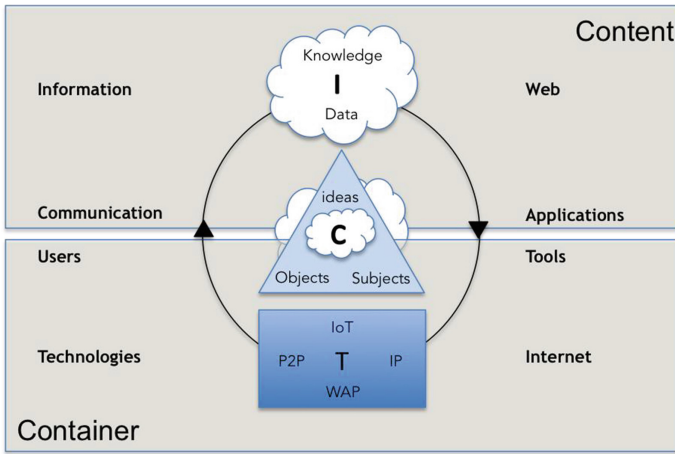 Content
Knowledge
Information
I
Web
Data
ideas
Communication
Applications
C
Users
Tools
Objects
Subjects
IoT
Technologies
P2P
T
IP
Internet
WAP
Container